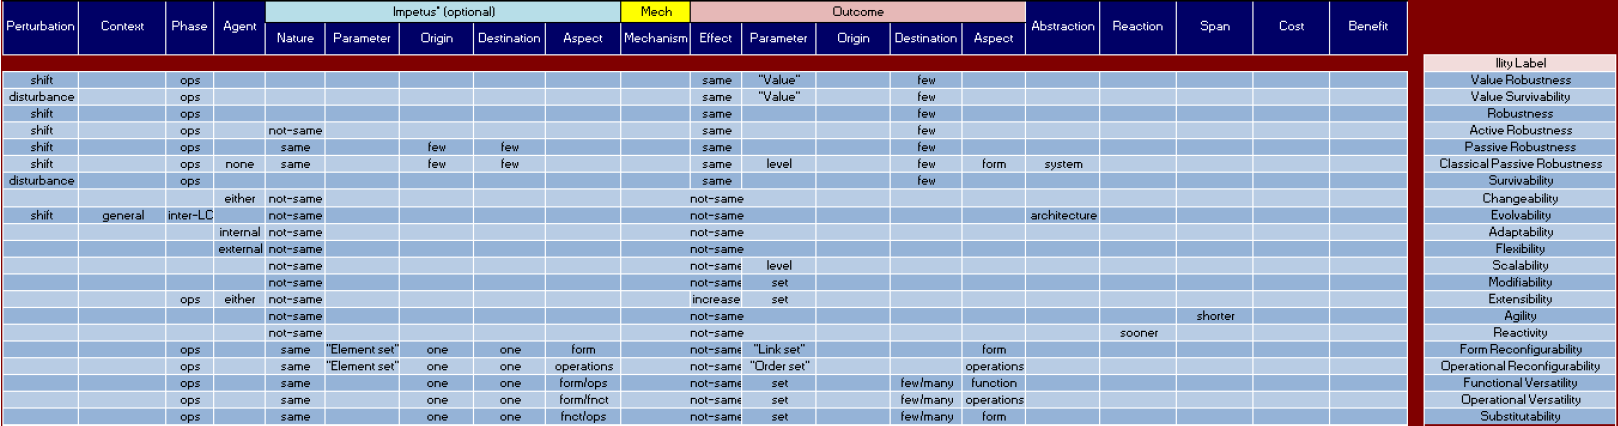 Impetus* (optional) Mech Outcome
Perturbation Context Phase Agent Nature Parameter Origin Destination Aspect Mechanism Effect Parameter Origin Destination Aspect Abstraction Reaction Span Cost Benefit
Ility Label
shift ops same "Value" few Value Robustness
disturbance ops same "Value" few Value Survivability
shift ops same few Robustness
shift ops not-same same few Active Robustness
shift ops same few few same few Passive Robustness
shift ops none same few few same level few form system Classical Passive Robustness
disturbance ops same few Survivability
either not-same not-same Changeability
shift general inter-LC not-same not-same architecture Evolvability
internal not-same not-same Adaptability
external not-same not-same Flexibility
not-same not-same level Scalability
not-same not-same set Modifiability
ops either not-same increase set Extensibility
not-same not-same shorter Agility
not-same not-same sooner Reactivity
ops same "Element set" one one form not-same "Link set" form Form Reconfigurability
ops same "Element set" one one operations not-same "Order set" operations Operational Reconfigurability
ops same one one form/ops not-same set few/many function Functional Versatility
ops same one one form/fnct not-same set few/many operations Operational Versatility
ops same one one fnct/ops not-same set few/many form Substitutability